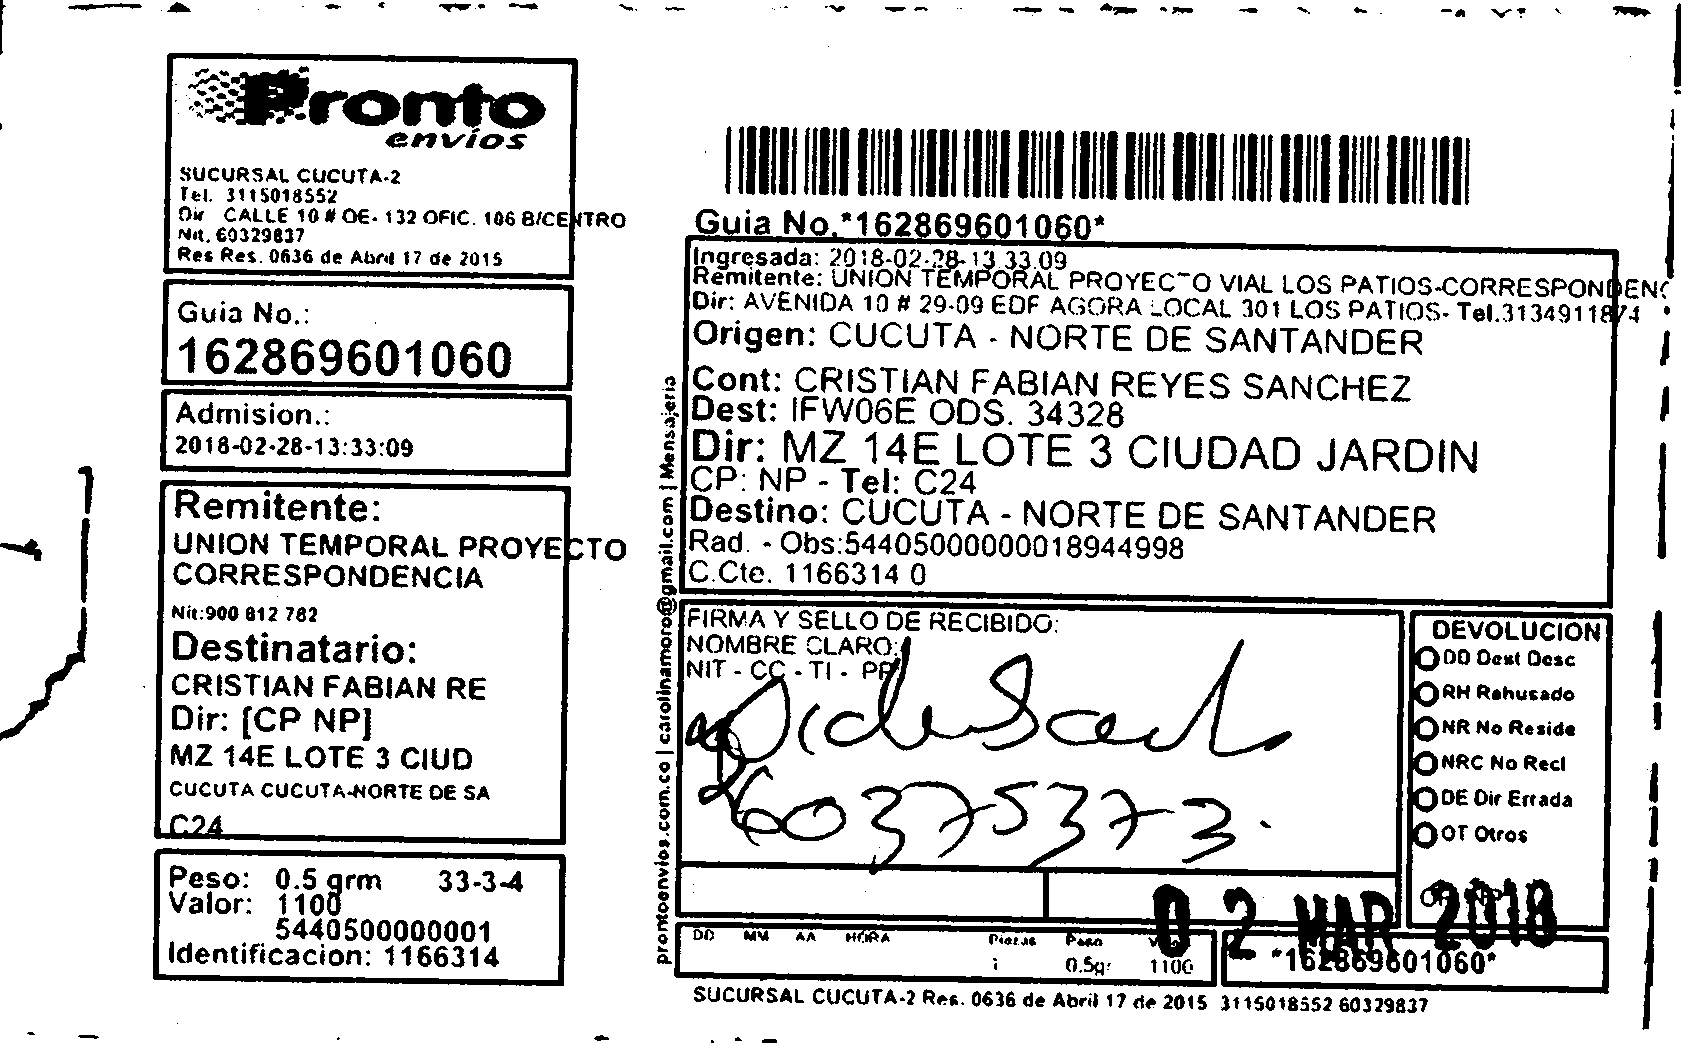 Pronto
envíos
SUCURSAL CUCUTA-2
Tel. 3115018552
Dir CALLE 10 # OE- 132 OFIC. 106 B/CENTRO
Nit. 60329837
Res Res. 0636 de Abril 17 de 2015
Guia No.:
162869601060
Admision.:
2018-02-28-13:33:09
Remitente:
UNION TEMPORAL PROYECTO
CORRESPONDENCIA
Nit:900 812 782
Destinatario:
CRISTIAN FABIAN RE
Dir: [CP NP]
MZ 14E LOTE 3 CIUD
CUCUTA CUCUTA-NORTE DE SA
C24
Peso: 0.5 grm 33-3-4
Valor: 1100
5440500000001
Identificacion: 1166314
prontoenvios.com.co | carolinamoro@gmail.com | Mensajeria
Guia No.*162869601060*
Ingresada: 2018-02-28-13.33.09
Remitente: UNION TEMPORAL PROYECTO VIAL LOS PATIOS-CORRESPONDENC
Dir: AVENIDA 10 # 29-09 EDF AGORA LOCAL 301 LOS PATIOS- Tel.3134911874
Origen: CUCUTA - NORTE DE SANTANDER
Cont: CRISTIAN FABIAN REYES SANCHEZ
Dest: IFW06E ODS. 34328
Dir: MZ 14E LOTE 3 CIUDAD JARDIN
CP: NP - Tel: C24
Destino: CUCUTA - NORTE DE SANTANDER
Rad. - Obs:54405000000018944998
C.Cte. 1166314 0
FIRMA Y SELLO DE RECIBIDO:
NOMBRE CLARO:
NIT - CC - TI - PP
60375373.
DEVOLUCION
DD Dest Desc
RH Rahusado
NR No Reside
NRC No Recl
DE Dir Errada
OT Otros
02 MAR 2018
DD MM AA HORA Piezas Peso
1 0.5gr 1100
*162869601060*
SUCURSAL CUCUTA-2 Res. 0636 de Abril 17 de 2015 3115018552 60329837